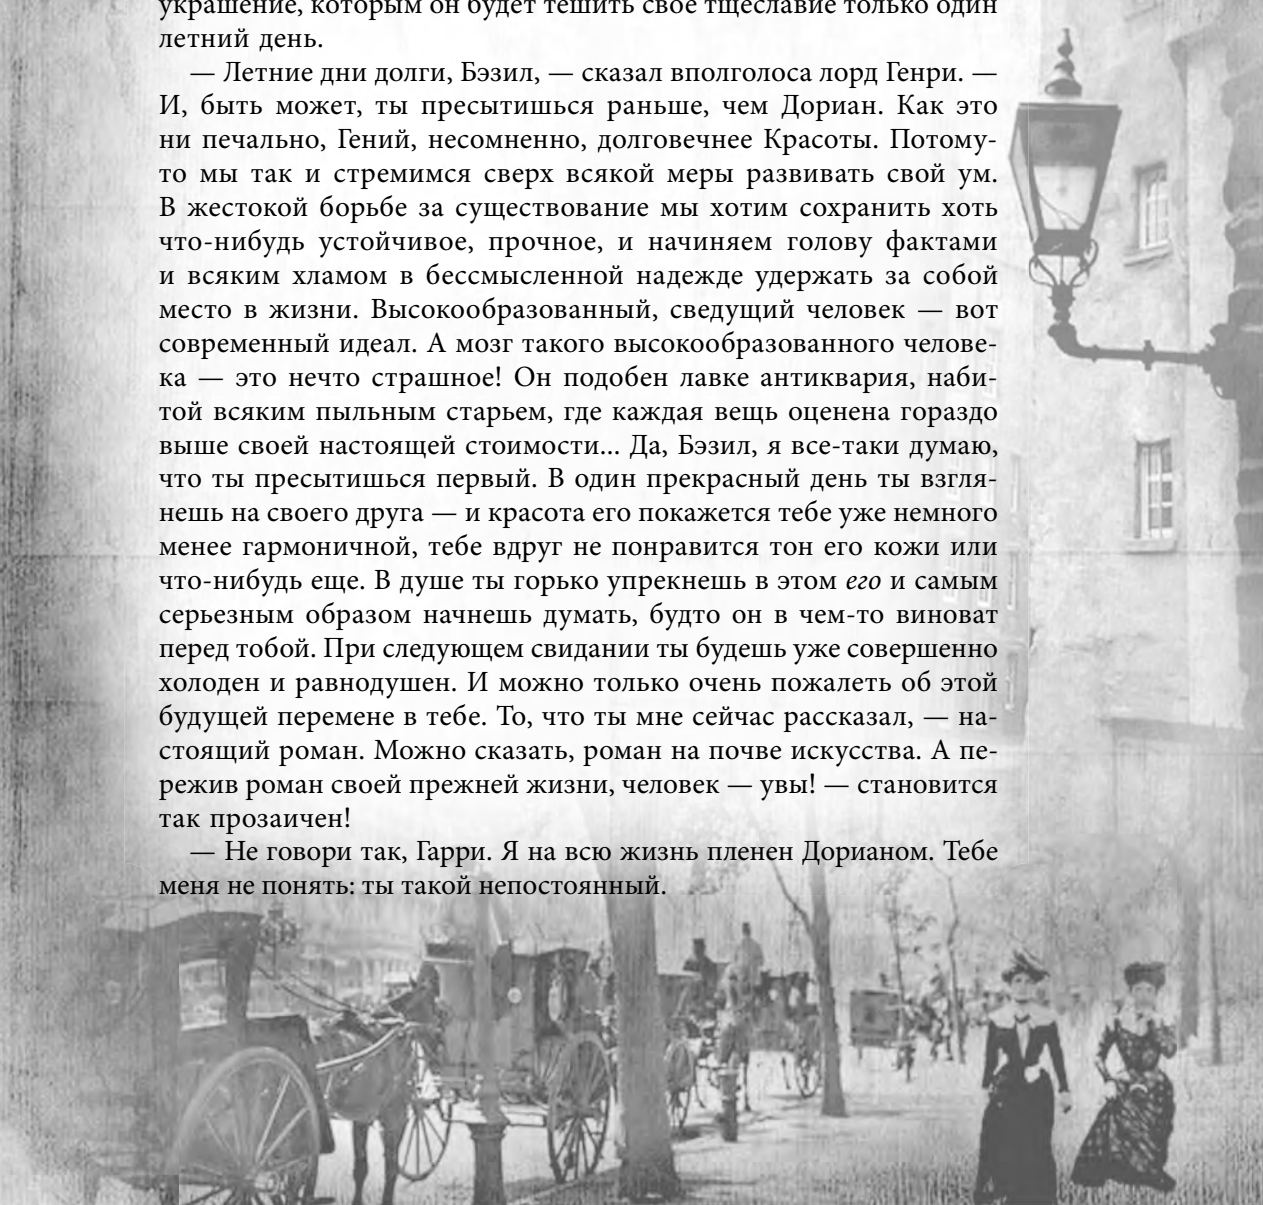 украшение, которым он будет тешить свое тщеславие только один
летний день.
— Летние дни долги, Бэзил, — сказал вполголоса лорд Генри. —
И, быть может, ты пресытишься раньше, чем Дориан. Как это
ни печально, Гений, несомненно, долговечнее Красоты. Потому-
то мы так и стремимся сверх всякой меры развивать свой ум.
В жестокой борьбе за существование мы хотим сохранить хоть
что-нибудь устойчивое, прочное, и начиняем голову фактами
и всяким хламом в бессмысленной надежде удержать за собой
место в жизни. Высокообразованный, сведущий человек — вот
современный идеал. А мозг такого высокообразованного челове-
ка — это нечто страшное! Он подобен лавке антиквария, наби-
той всяким пыльным старьем, где каждая вещь оценена гораздо
выше своей настоящей стоимости... Да, Бэзил, я все-таки думаю,
что ты пресытишься первый. В один прекрасный день ты взгля-
нешь на своего друга — и красота его покажется тебе уже немного
менее гармоничной, тебе вдруг не понравится тон его кожи или
что-нибудь еще. В душе ты горько упрекнешь в этом его и самым
серьезным образом начнешь думать, будто он в чем-то виноват
перед тобой. При следующем свидании ты будешь уже совершенно
холоден и равнодушен. И можно только очень пожалеть об этой
будущей перемене в тебе. То, что ты мне сейчас рассказал, — на-
стоящий роман. Можно сказать, роман на почве искусства. А пе-
режив роман своей прежней жизни, человек — увы! — становится
так прозаичен!
— Не говори так, Гарри. Я на всю жизнь пленен Дорианом. Тебе
меня не понять: ты такой непостоянный.